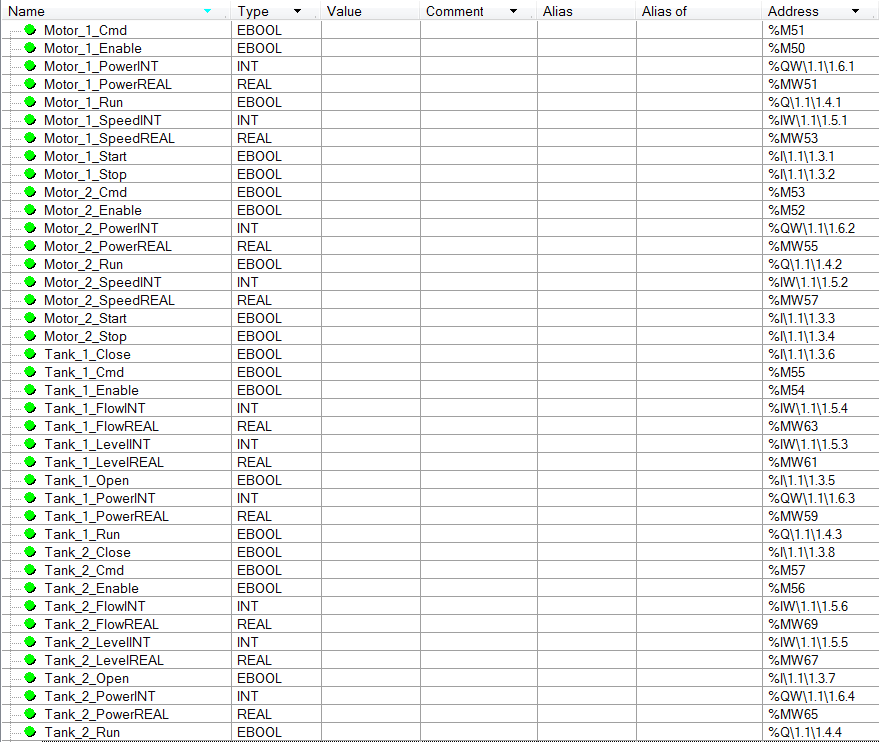 Name Type Value Comment Alias Alias of Address
Motor_1_Cmd EBOOL %M51
Motor_1_Enable EBOOL %M50
Motor_1_PowerINT INT %QW\1.1\1.6.1
Motor_1_PowerREAL REAL %MW51
Motor_1_Run EBOOL %Q\1.1\1.4.1
Motor_1_SpeedINT INT %IW\1.1\1.5.1
Motor_1_SpeedREAL REAL %MW53
Motor_1_Start EBOOL %I\1.1\1.3.1
Motor_1_Stop EBOOL %I\1.1\1.3.2
Motor_2_Cmd EBOOL %M53
Motor_2_Enable EBOOL %M52
Motor_2_PowerINT INT %QW\1.1\1.6.2
Motor_2_PowerREAL REAL %MW55
Motor_2_Run EBOOL %Q\1.1\1.4.2
Motor_2_SpeedINT INT %IW\1.1\1.5.2
Motor_2_SpeedREAL REAL %MW57
Motor_2_Start EBOOL %I\1.1\1.3.3
Motor_2_Stop EBOOL %I\1.1\1.3.4
Tank_1_Close EBOOL %I\1.1\1.3.6
Tank_1_Cmd EBOOL %M55
Tank_1_Enable EBOOL %M54
Tank_1_FlowINT INT %IW\1.1\1.5.4
Tank_1_FlowREAL REAL %MW63
Tank_1_LevelINT INT %IW\1.1\1.5.3
Tank_1_LevelREAL REAL %MW61
Tank_1_Open EBOOL %I\1.1\1.3.5
Tank_1_PowerINT INT %QW\1.1\1.6.3
Tank_1_PowerREAL REAL %MW59
Tank_1_Run EBOOL %Q\1.1\1.4.3
Tank_2_Close EBOOL %I\1.1\1.3.8
Tank_2_Cmd EBOOL %M57
Tank_2_Enable EBOOL %M56
Tank_2_FlowINT INT %IW\1.1\1.5.6
Tank_2_FlowREAL REAL %MW69
Tank_2_LevelINT INT %IW\1.1\1.5.5
Tank_2_LevelREAL REAL %MW67
Tank_2_Open EBOOL %I\1.1\1.3.7
Tank_2_PowerINT INT %QW\1.1\1.6.4
Tank_2_PowerREAL REAL %MW65
Tank_2_Run EBOOL %Q\1.1\1.4.4